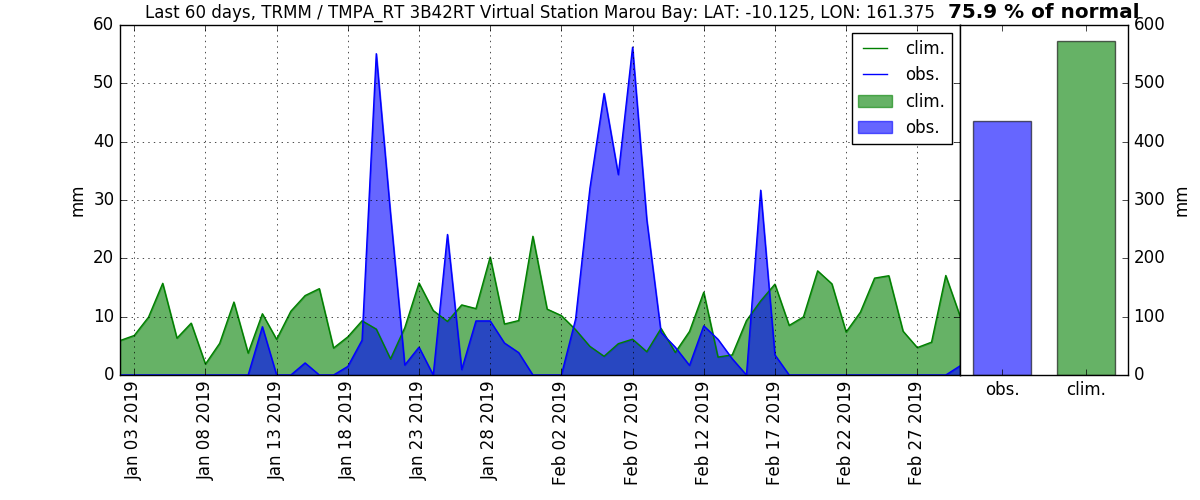 Last 60 days, TRMM / TMPA_RT 3B42RT Virtual Station Marou Bay: LAT: -10.125, LON: 161.375 75.9 % of normal
60
50
40
30
20
10
0
mm
clim.
obs.
clim.
obs.
600
500
400
300
200
100
0
mm
Jan 03 2019
Jan 08 2019
Jan 13 2019
Jan 18 2019
Jan 23 2019
Jan 28 2019
Feb 02 2019
Feb 07 2019
Feb 12 2019
Feb 17 2019
Feb 22 2019
Feb 27 2019
obs.
clim.